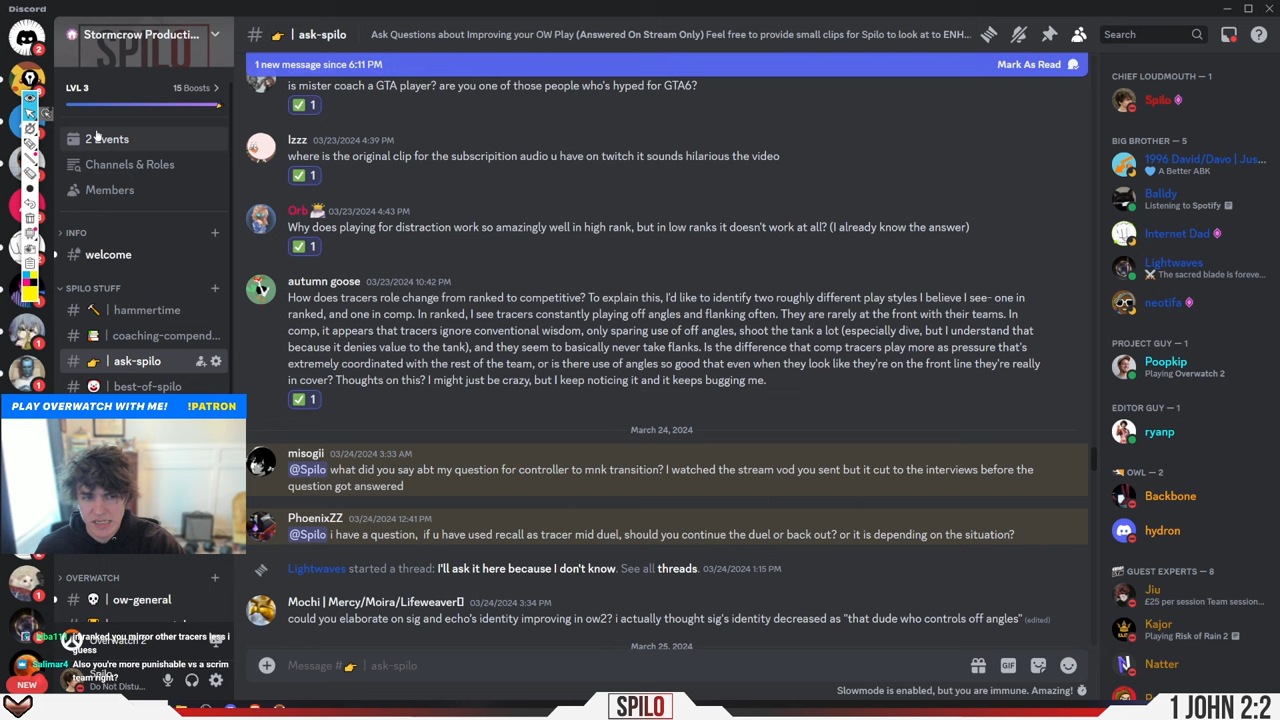 Discord
Stormcrow Producti...
LVL 3
15 Boosts
2 Events
Channels & Roles
Members
INFO
welcome
SPILO STUFF
hammertime
coaching-compend...
ask-spilo
best-of-spilo
PLAY OVERWATCH WITH ME! !PATRON
OVERWATCH
ow-general
In ranked you mirror other tracers less i
guess
Salimar4 Also you're more punishable vs a scrim
team right?
Do Not Distu...
NEW
ask-spilo
Ask Questions about Improving your OW Play (Answered On Stream Only) Feel free to provide small clips for Spilo to look at to ENH...
Search
1 new message since 6:11 PM
Mark As Read
is mister coach a GTA player? are you one of those people who's hyped for GTA6?
1
lzzz 03/23/2024 4:39 PM
where is the original clip for the subscripition audio u have on twitch it sounds hilarious the video
1
Orb 03/23/2024 4:43 PM
Why does playing for distraction work so amazingly well in high rank, but in low ranks it doesn't work at all? (I already know the answer)
1
autumn goose 03/23/2024 10:42 PM
How does tracers role change from ranked to competitive? To explain this, I'd like to identify two roughly different play styles I believe I see- one in
ranked, and one in comp. In ranked, I see tracers constantly playing off angles and flanking often. They are rarely at the front with their teams. In
comp, it appears that tracers ignore conventional wisdom, only sparing use of off angles, shoot the tank a lot (especially dive, but I understand that
because it denies value to the tank), and they seem to basically never take flanks. Is the difference that comp tracers play more as pressure that's
extremely coordinated with the rest of the team, or is there use of angles so good that even when they look like they're on the front line they're really
in cover? Thoughts on this? I might just be crazy, but I keep noticing it and it keeps bugging me.
1
March 24, 2024
misogii 03/24/2024 3:33 AM
@Spilo what did you say abt my question for controller to mnk transition? I watched the stream vod you sent but it cut to the interviews before the
question got answered
PhoenixZZ 03/24/2024 12:41 PM
@Spilo i have a question, if u have used recall as tracer mid duel, should you continue the duel or back out? or it is depending on the situation?
Lightwaves started a thread: I'll ask it here because I don't know. See all threads. 03/24/2024 1:15 PM
Mochi | Mercy/Moira/Lifeweaver 03/24/2024 3:34 PM
could you elaborate on sig and echo's identity improving in ow2? i actually thought sig's identity decreased as "that dude who controls off angles" (edited)
March 25, 2024
Message # | ask-spilo
GIF
Slowmode is enabled, but you are immune. Amazing!
CHIEF LOUDMOUTH — 1
Spilo
BIG BROTHER — 5
1996 David/Davo | Jus...
A Better ABK
Balldy
Listening to Spotify
Internet Dad
Lightwaves
The sacred blade is foreve...
neotifa
PROJECT GUY — 1
Poopkip
Playing Overwatch 2
EDITOR GUY — 1
ryanp
OWL — 2
Backbone
hydron
GUEST EXPERTS — 8
Jiu
£25 per session Team session...
Kajor
Playing Risk of Rain 2
Natter
SPILO
1 JOHN 2:2